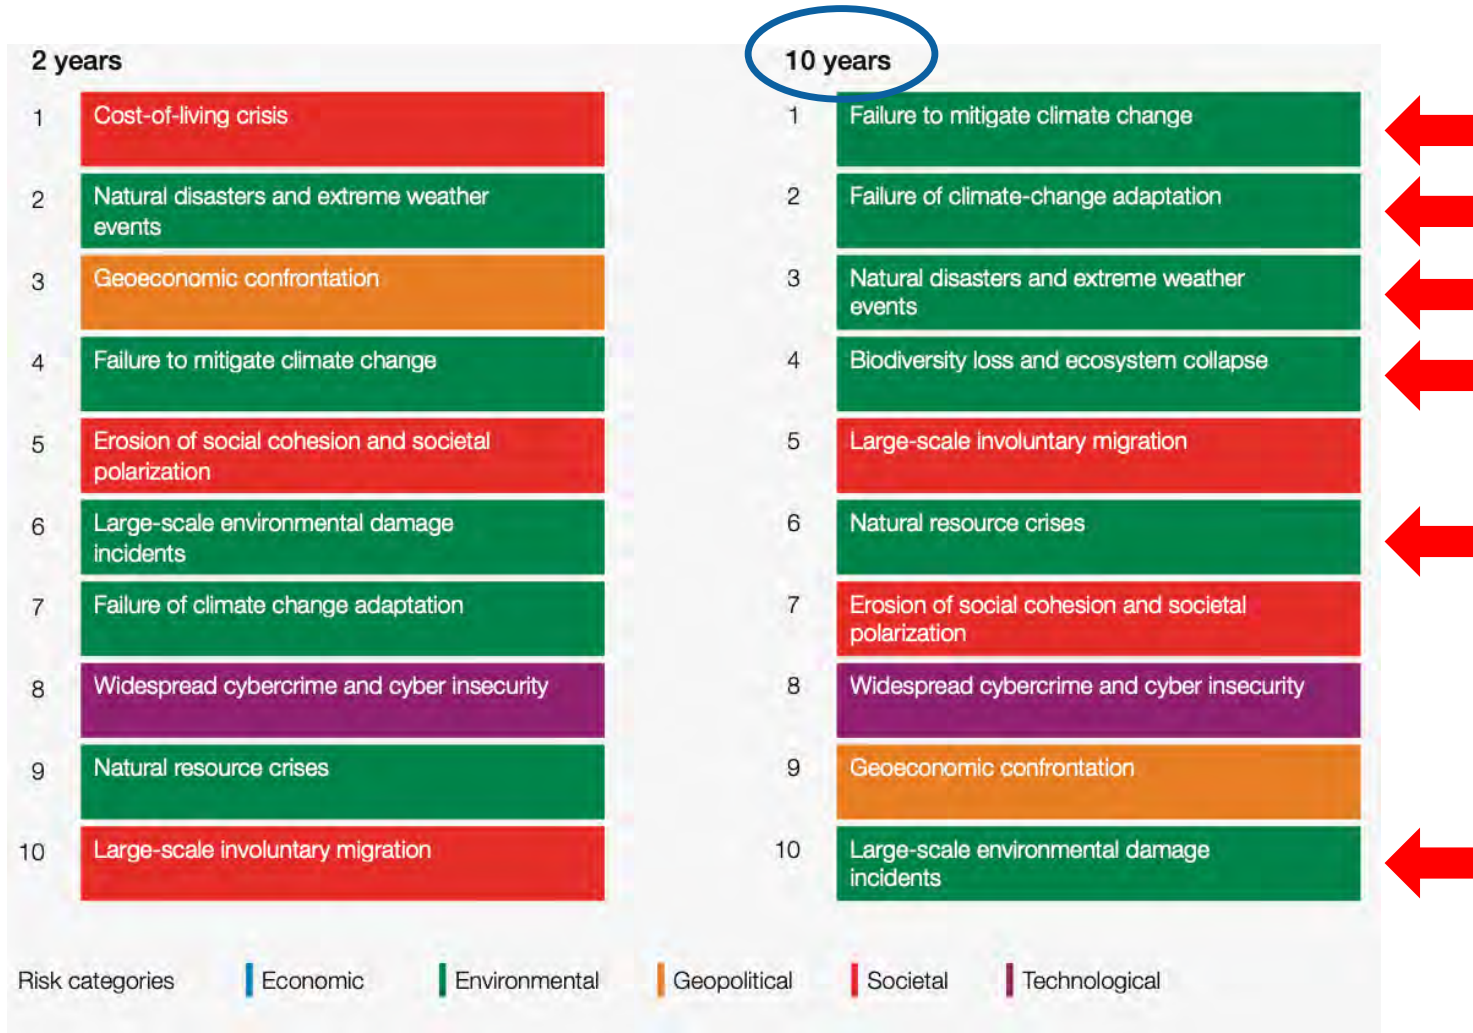 2 years
1 Cost-of-living crisis
2 Natural disasters and extreme weather
events
3 Geoeconomic confrontation
4 Failure to mitigate climate change
5 Erosion of social cohesion and societal
polarization
6 Large-scale environmental damage
incidents
7 Failure of climate change adaptation
8 Widespread cybercrime and cyber insecurity
9 Natural resource crises
10 Large-scale involuntary migration
10 years
1 Failure to mitigate climate change
2 Failure of climate-change adaptation
3 Natural disasters and extreme weather
events
4 Biodiversity loss and ecosystem collapse
5 Large-scale involuntary migration
6 Natural resource crises
7 Erosion of social cohesion and societal
polarization
8 Widespread cybercrime and cyber insecurity
9 Geoeconomic confrontation
10 Large-scale environmental damage
incidents
Risk categories Economic Environmental Geopolitical Societal Technological